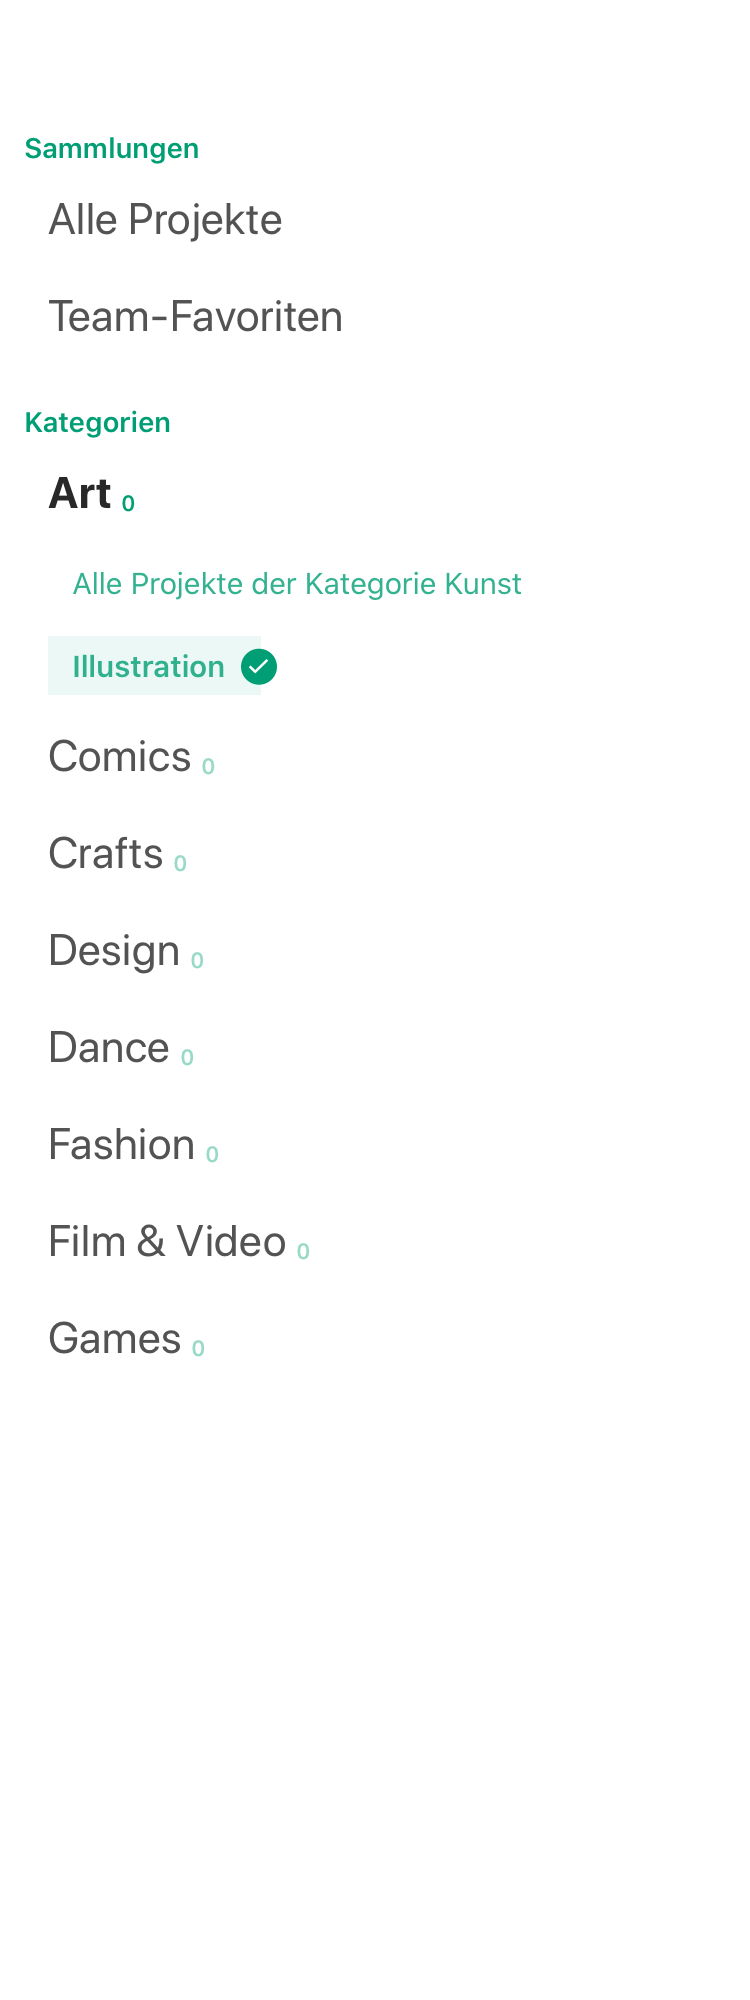 Sammlungen
Alle Projekte
Team-Favoriten
Kategorien
Art 0
Alle Projekte der Kategorie Kunst
Illustration
Comics 0
Crafts 0
Design 0
Dance 0
Fashion 0
Film & Video 0
Games 0